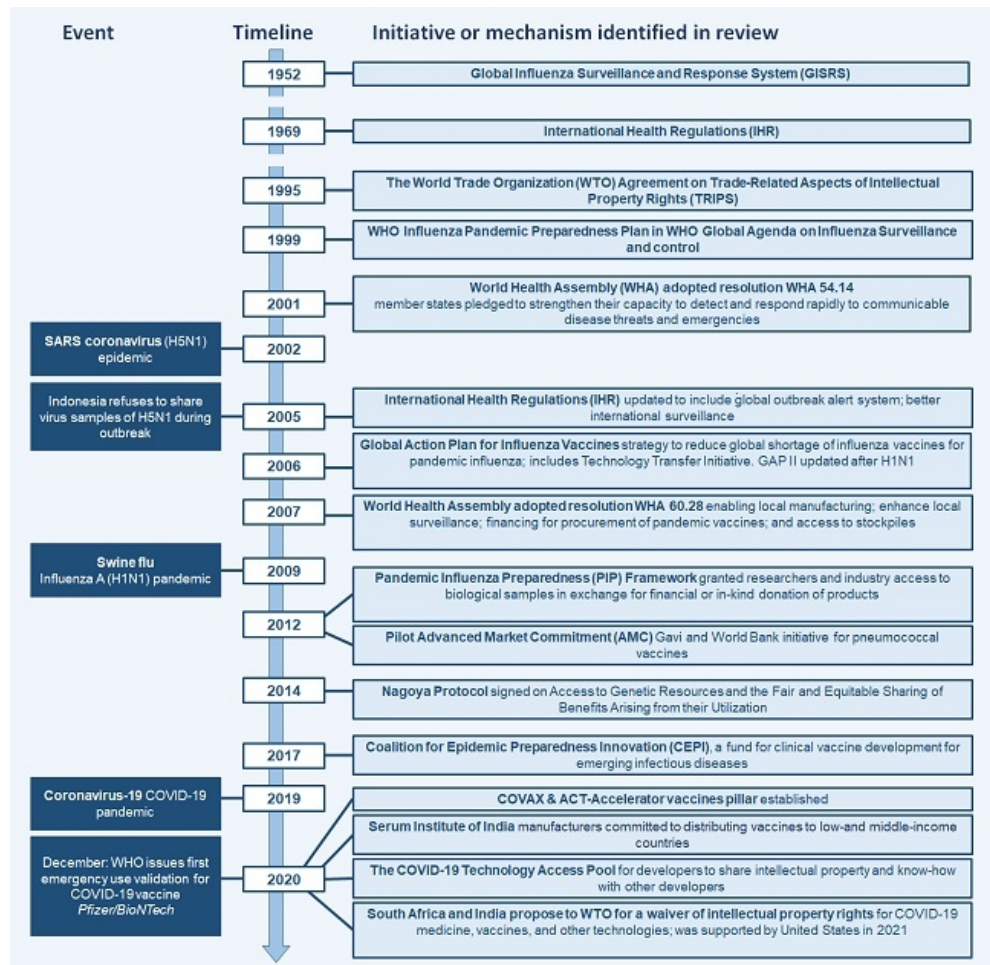 Event
Timeline
Initiative or mechanism identified in review
1952
Global Influenza Surveillance and Response System (GISRS)
1969
International Health Regulations (IHR)
1995
The World Trade Organization (WTO) Agreement on Trade-Related Aspects of Intellectual
Property Rights (TRIPS)
1999
WHO Influenza Pandemic Preparedness Plan in WHO Global Agenda on Influenza Surveillance
and control
2001
World Health Assembly (WHA) adopted resolution WHA 54.14
member states pledged to strengthen their capacity to detect and respond rapidly to communicable
disease threats and emergencies
SARS coronavirus (H5N1)
epidemic
2002
Indonesia refuses to share
virus samples of H5N1 during
outbreak
2005
International Health Regulations (IHR) updated to include global outbreak alert system; better
international surveillance
2006
Global Action Plan for Influenza Vaccines strategy to reduce global shortage of influenza vaccines for
pandemic influenza; includes Technology Transfer Initiative. GAP II updated after H1N1
2007
World Health Assembly adopted resolution WHA 60.28 enabling local manufacturing; enhance local
surveillance; financing for procurement of pandemic vaccines; and access to stockpiles
Swine flu
Influenza A (H1N1) pandemic
2009
2012
Pandemic Influenza Preparedness (PIP) Framework granted researchers and industry access to
biological samples in exchange for financial or in-kind donation of products
Pilot Advanced Market Commitment (AMC) Gavi and World Bank initiative for pneumococcal
vaccines
2014
Nagoya Protocol signed on Access to Genetic Resources and the Fair and Equitable Sharing of
Benefits Arising from their Utilization
2017
Coalition for Epidemic Preparedness Innovation (CEPI), a fund for clinical vaccine development for
emerging infectious diseases
Coronavirus-19 COVID-19
pandemic
2019
December: WHO issues first
emergency use validation for
COVID-19 vaccine
Pfizer/BioNTech
2020
COVAX & ACT-Accelerator vaccines pillar established
Serum Institute of India manufacturers committed to distributing vaccines to low-and middle-income
countries
The COVID-19 Technology Access Pool for developers to share intellectual property and know-how
with other developers
South Africa and India propose to WTO for a waiver of intellectual property rights for COVID-19
medicine, vaccines, and other technologies; was supported by United States in 2021